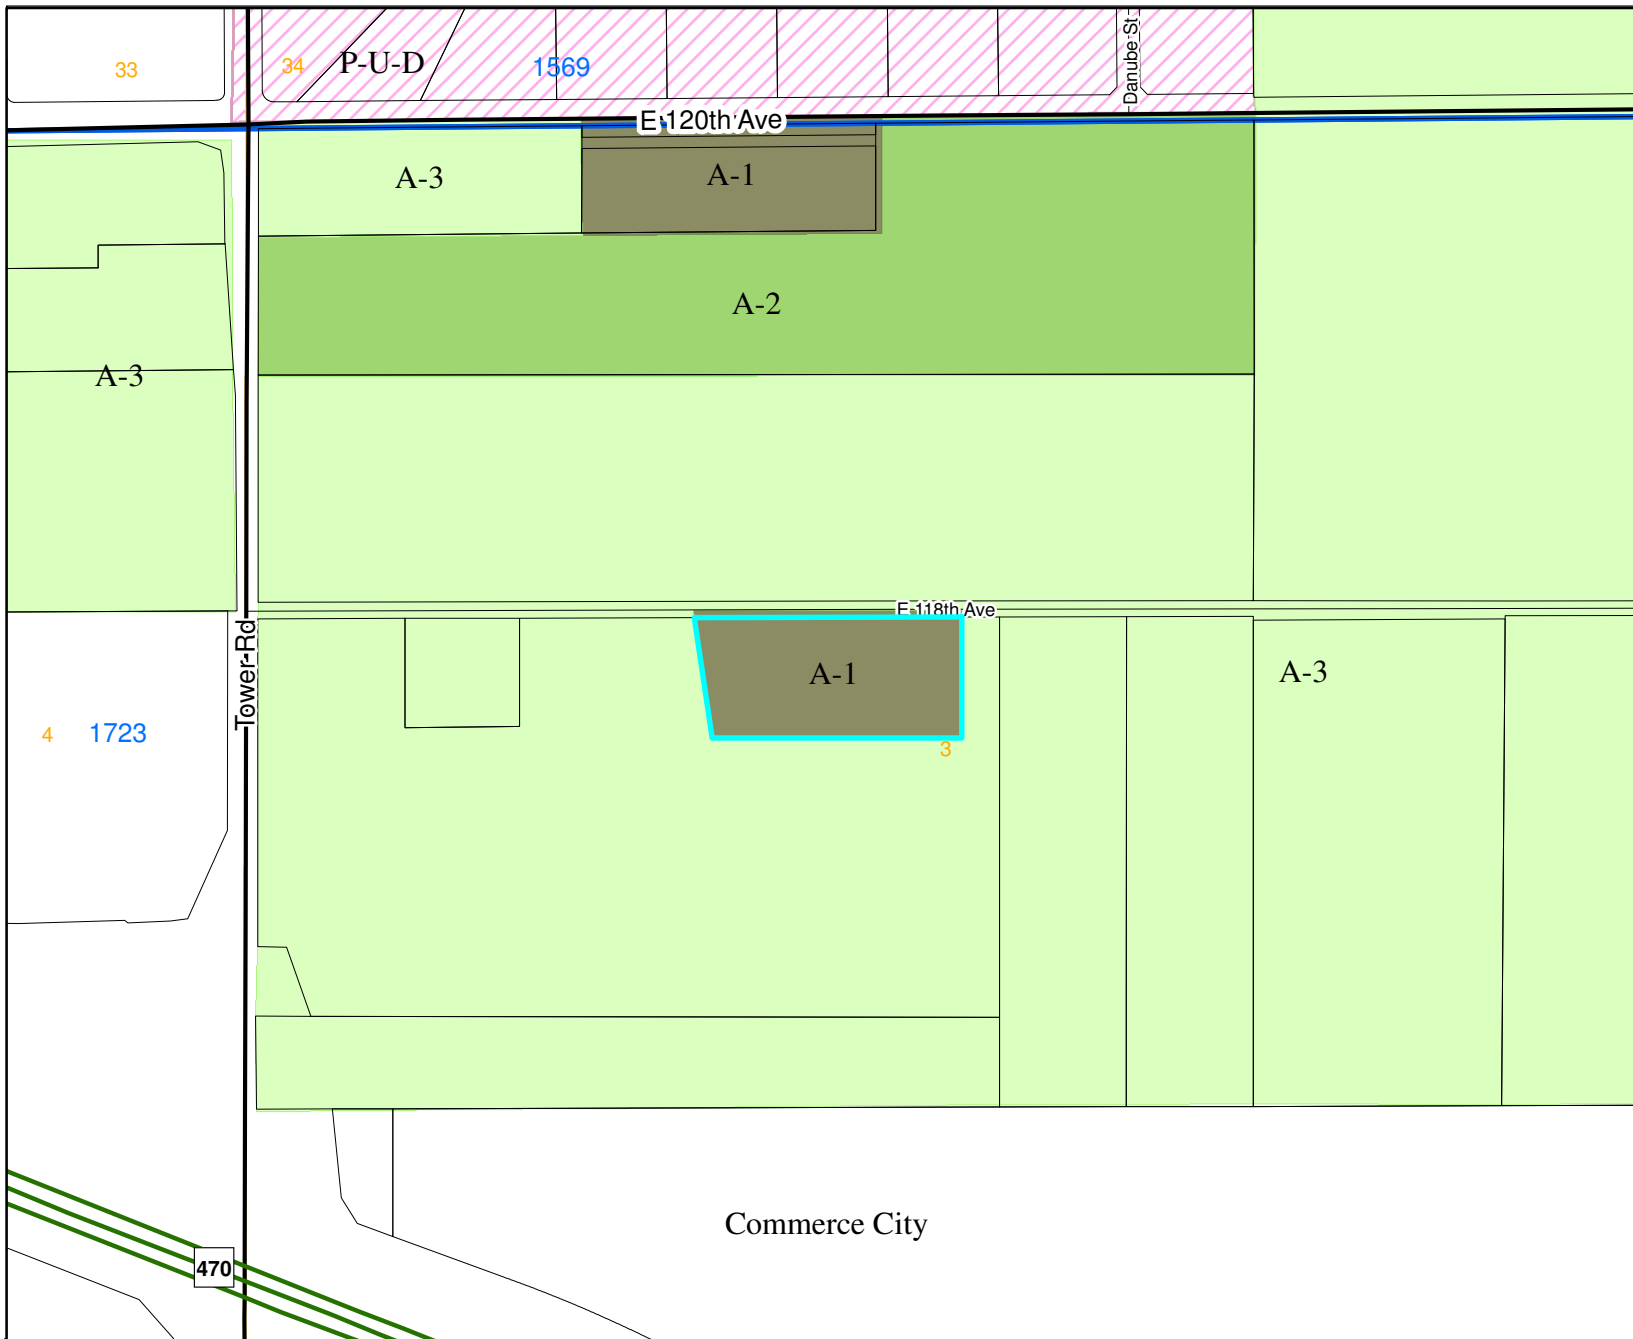 33
34
P-U-D
1569
Danube St
E 120th Ave
A-3
A-1
A-2
A-3
E 118th Ave
Tower Rd
A-1
A-3
4
1723
3
Commerce City
470